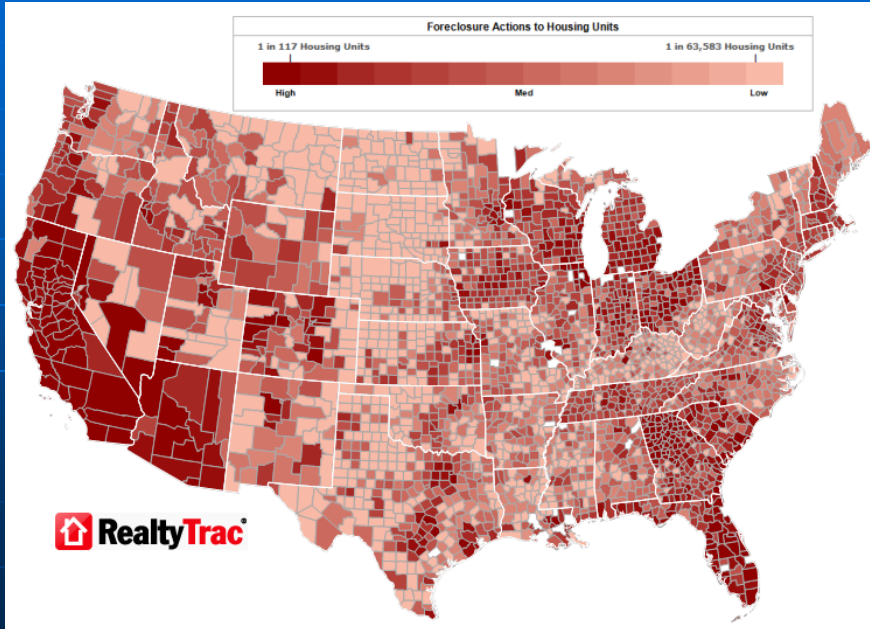 Foreclosure Actions to Housing Units
1 in 117 Housing Units 1 in 63,583 Housing Units
High Med Low
RealtyTrac®